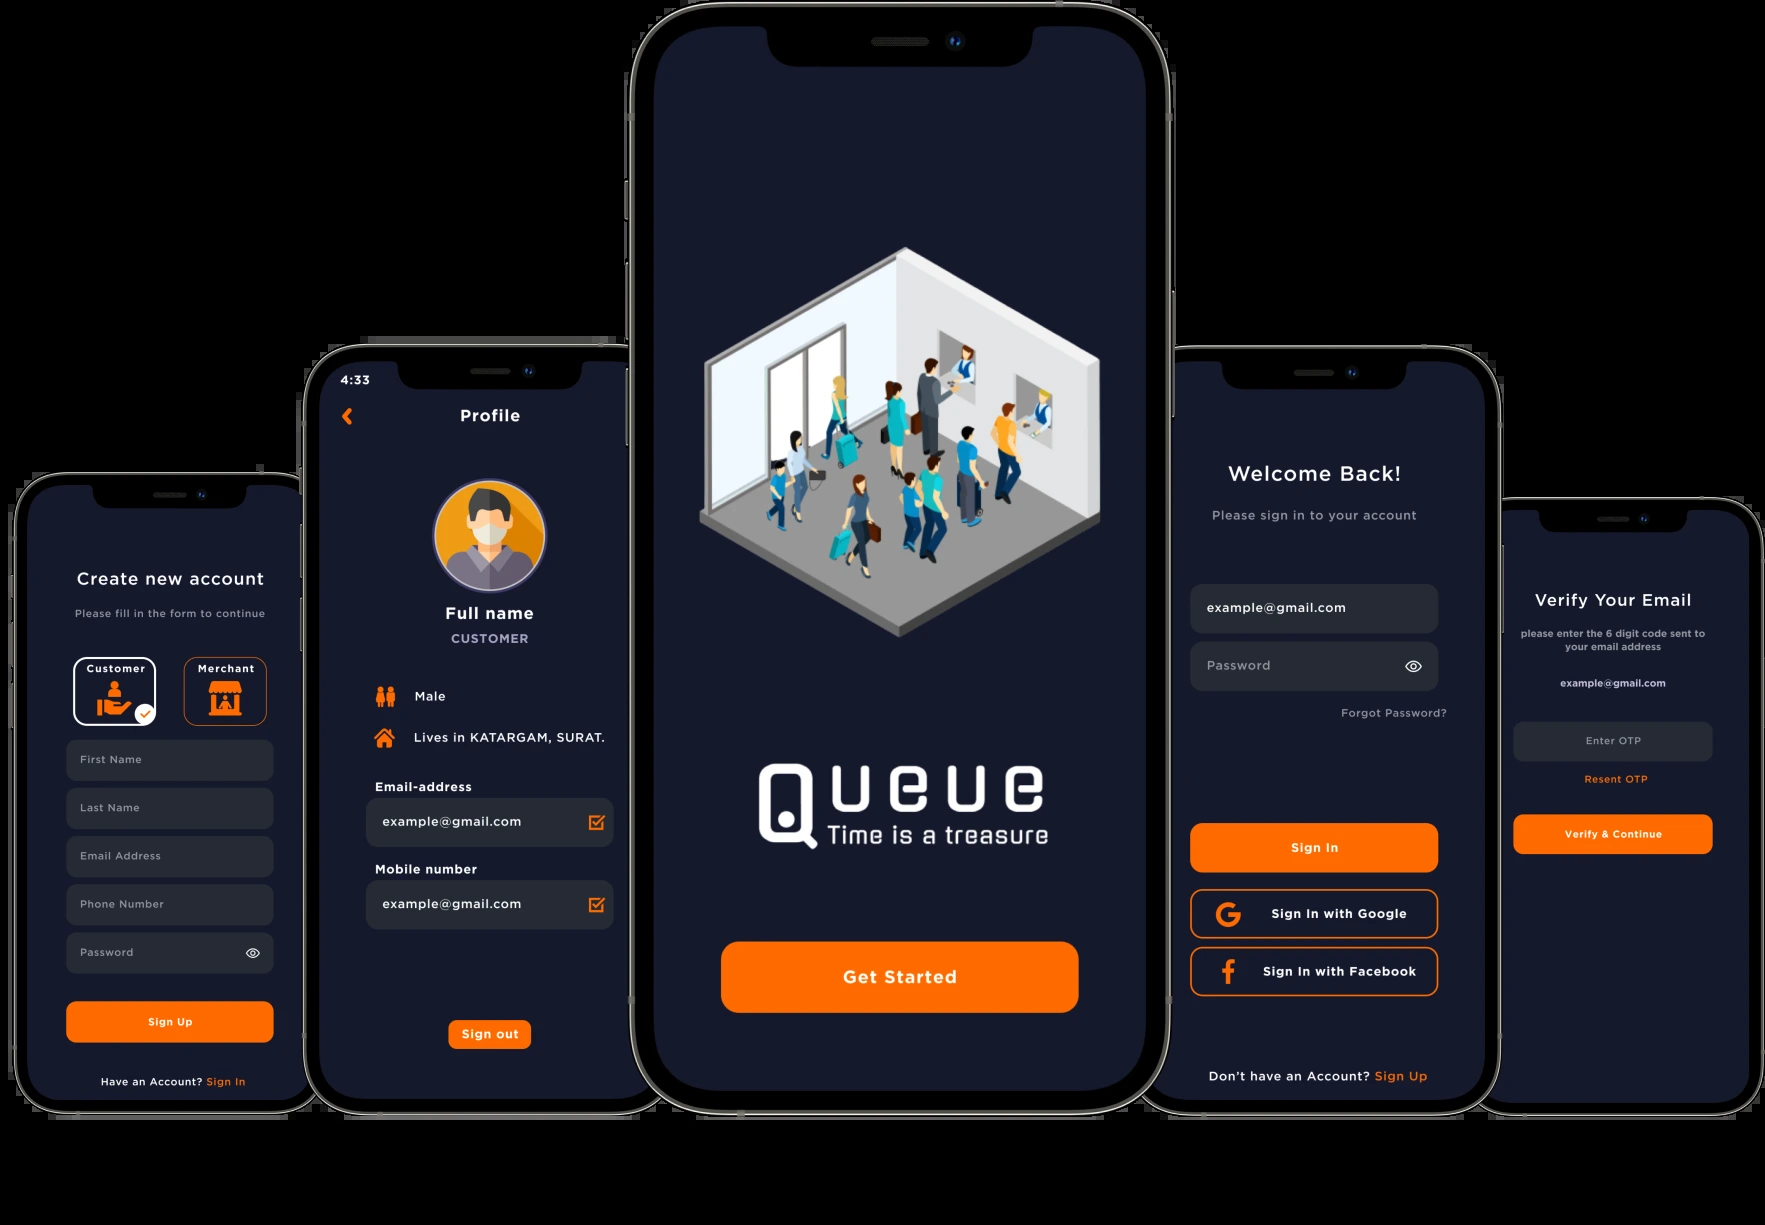 Create new account
Please fill in the form to continue
Customer
Merchant
First Name
Last Name
Email Address
Phone Number
Password
Sign Up
Have an Account? Sign In
4:33
Profile
Full name
CUSTOMER
Male
Lives in KATARGAM, SURAT.
Email-address
example@gmail.com
Mobile number
example@gmail.com
Sign out
Queue
Time is a treasure
Get Started
Welcome Back!
Please sign in to your account
example@gmail.com
Password
Forgot Password?
Sign In
Sign In with Google
Sign In with Facebook
Don't have an Account? Sign Up
Verify Your Email
please enter the 6 digit code sent to
your email address
example@gmail.com
Enter OTP
Resent OTP
Verify & Continue